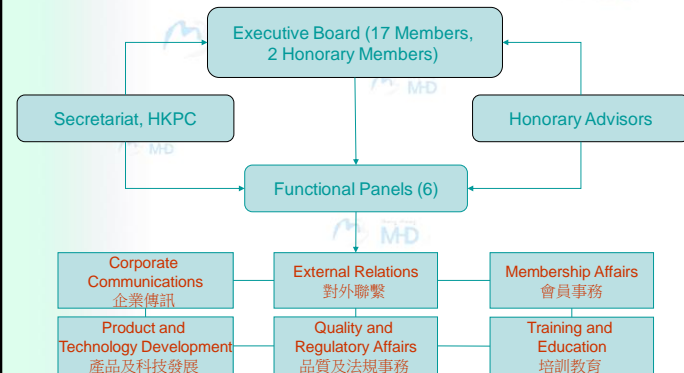 Executive Board (17 Members,
2 Honorary Members)
Secretariat, HKPC
Honorary Advisors
Functional Panels (6)
Corporate
Communications
企業傳訊
External Relations
對外聯繫
Membership Affairs
會員事務
Product and
Technology Development
產品及科技發展
Quality and
Regulatory Affairs
品質及法規事務
Training and
Education
培訓教育